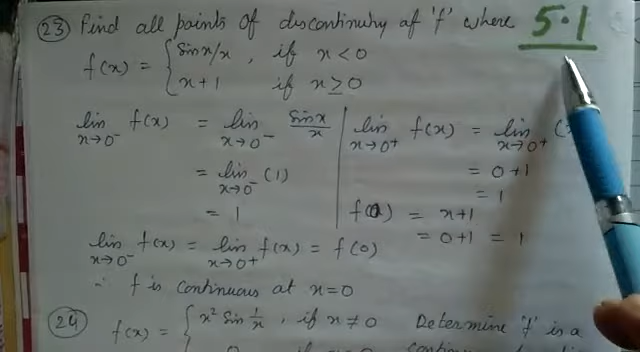 (23) Find all points of discontinuity of 'f' where 5.1
f(x) = { sin x/x , if x < 0
x+1 if x ≥ 0
lim x→0⁻ f(x) = lim x→0⁻ sin x/x
= lim x→0⁻ (1)
= 1
lim x→0⁺ f(x) = lim x→0⁺ (
= 0+1
= 1
f(0) = x+1
= 0+1 = 1
lim x→0⁻ f(x) = lim x→0⁺ f(x) = f(0)
∴ f is continuous at x=0
(24) f(x) = { x² sin 1/x , if x ≠ 0 Determine 'f' is a